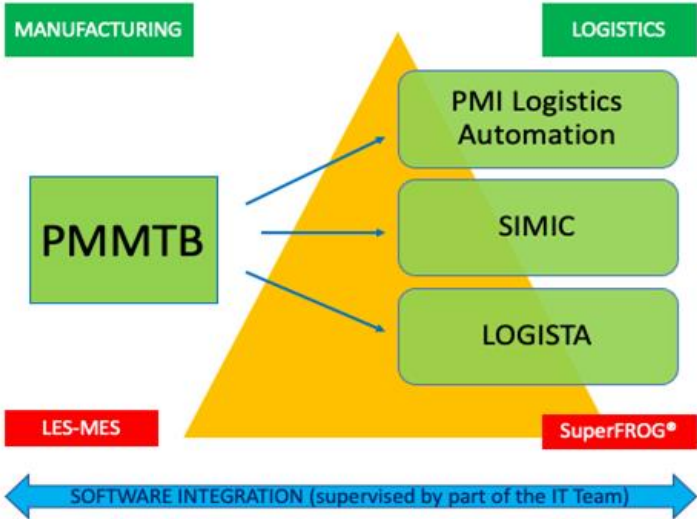 MANUFACTURING
LOGISTICS
PMI Logistics
Automation
PMMTB
SIMIC
LOGISTA
LES-MES
SuperFROG®
SOFTWARE INTEGRATION (supervised by part of the IT Team)